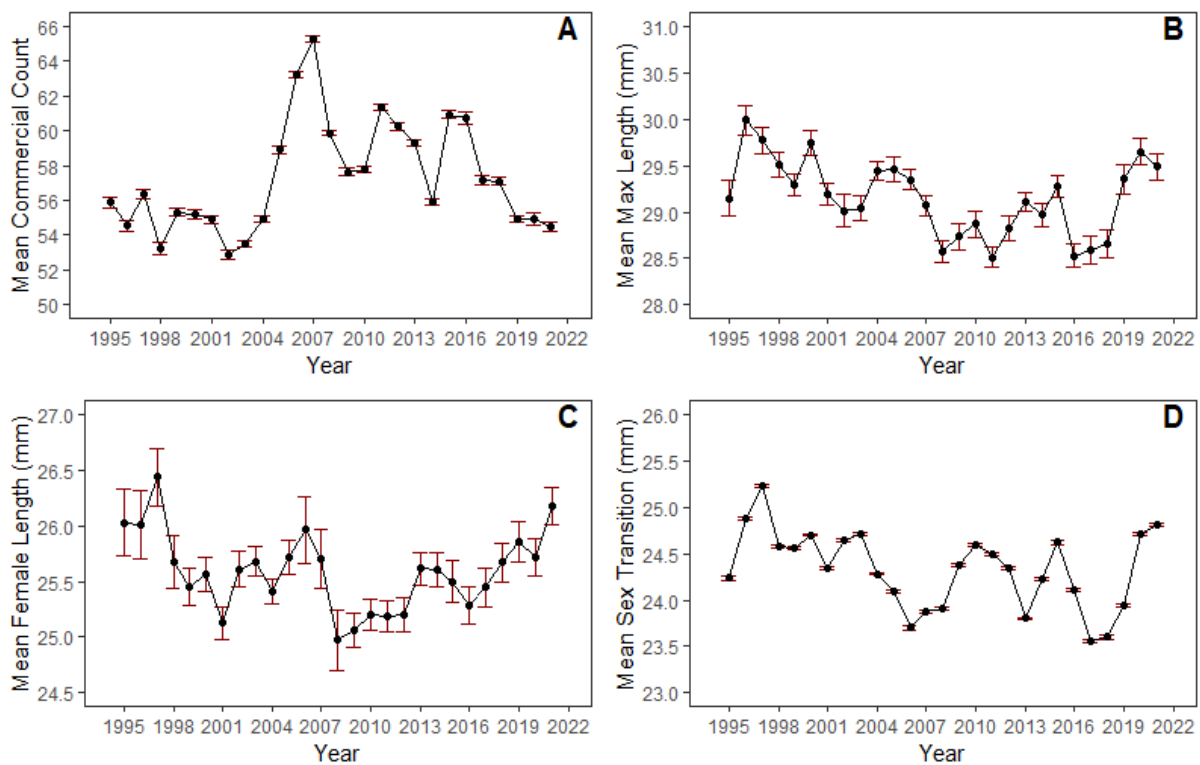 A
Mean Commercial Count
66
64
62
60
58
56
54
52
50
1995 1998 2001 2004 2007 2010 2013 2016 2019 2022
Year
B
Mean Max Length (mm)
31.0
30.5
30.0
29.5
29.0
28.5
28.0
1995 1998 2001 2004 2007 2010 2013 2016 2019 2022
Year
C
Mean Female Length (mm)
27.0
26.5
26.0
25.5
25.0
24.5
1995 1998 2001 2004 2007 2010 2013 2016 2019 2022
Year
D
Mean Sex Transition (mm)
26.0
25.5
25.0
24.5
24.0
23.5
23.0
1995 1998 2001 2004 2007 2010 2013 2016 2019 2022
Year